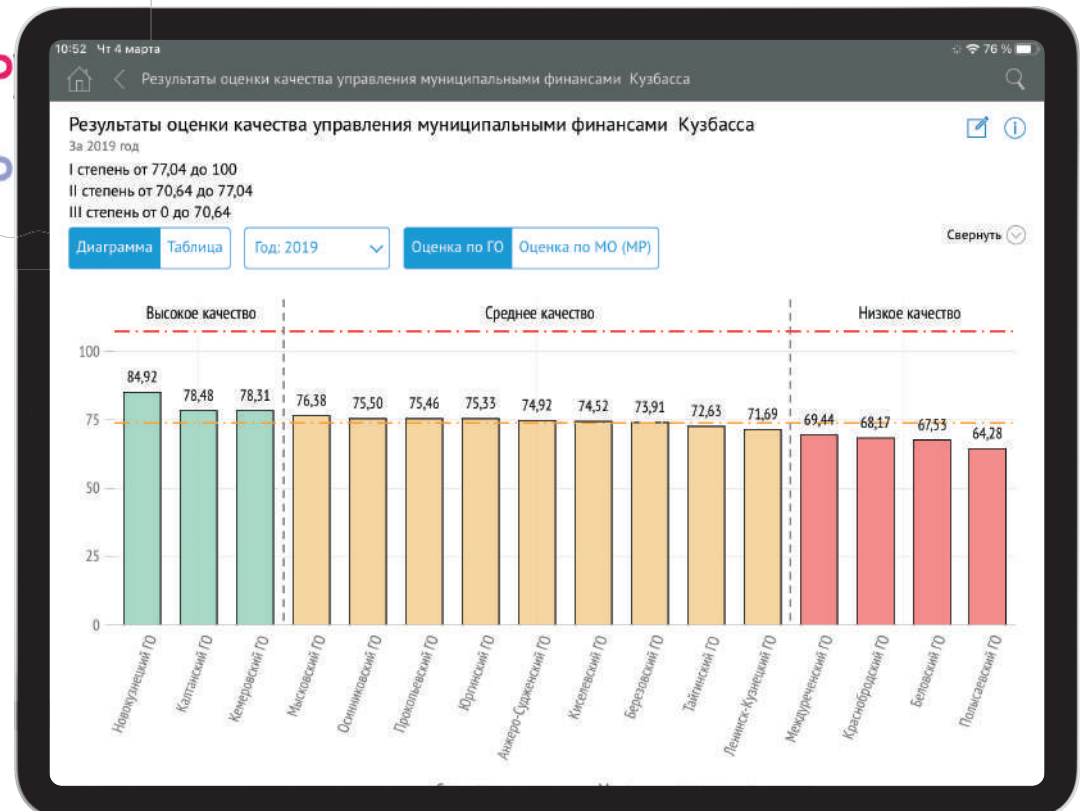 10:52 Чт 4 марта
76 %
Результаты оценки качества управления муниципальными финансами Кузбасса
Результаты оценки качества управления муниципальными финансами Кузбасса
За 2019 год
I степень от 77,04 до 100
II степень от 70,64 до 77,04
III степень от 0 до 70,64
Диаграмма Таблица Год: 2019 Оценка по ГО Оценка по МО (МР) Свернуть
Высокое качество Среднее качество Низкое качество
100
75
50
25
0
84,92 78,48 78,31 76,38 75,50 75,46 75,33 74,92 74,52 73,91 72,63 71,69 69,44 68,17 67,53 64,28
Новокузнецкий ГО
Калтанский ГО
Кемеровский ГО
Мысковский ГО
Осинниковский ГО
Прокопьевский ГО
Юргинский ГО
Анжеро-Судженский ГО
Киселевский ГО
Березовский ГО
Тайгинский ГО
Ленинск-Кузнецкий ГО
Междуреченский ГО
Краснобродский ГО
Беловский ГО
Полысаевский ГО